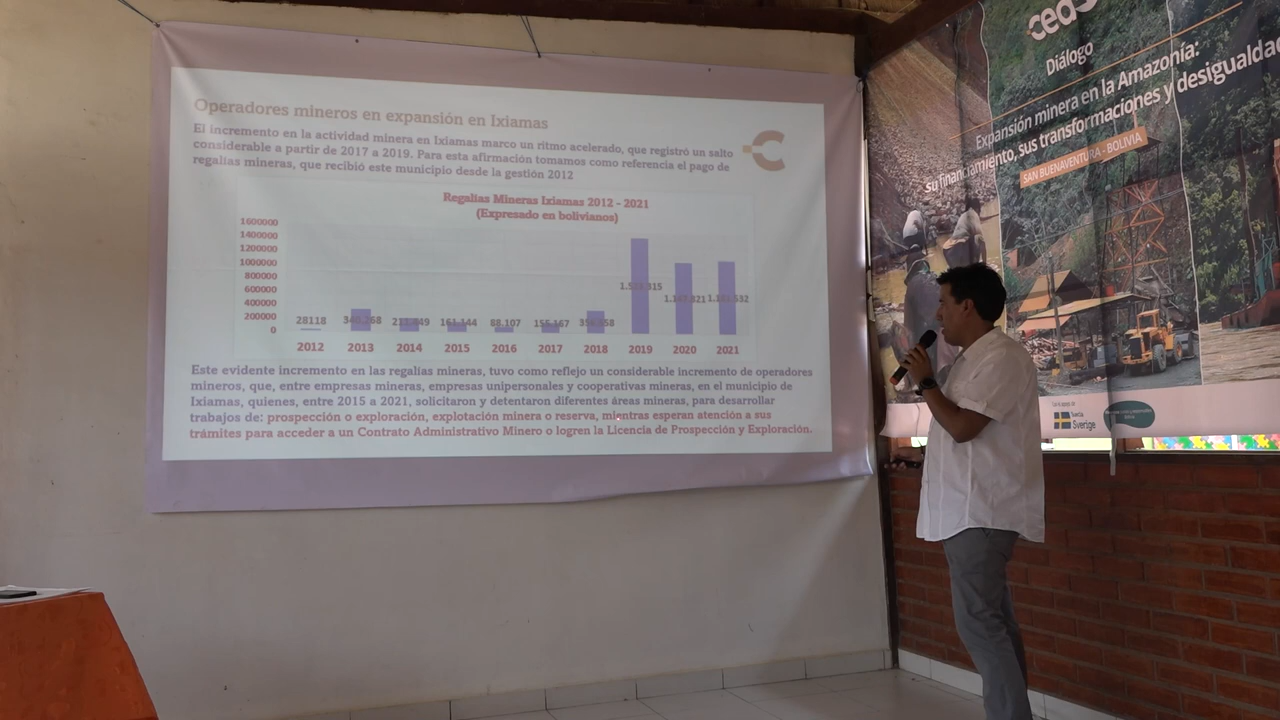 Operadores mineros en expansión en Ixiamas
El incremento en la actividad minera en Ixiamas marco un ritmo acelerado, que registró un salto
considerable a partir de 2017 a 2019. Para esta afirmación tomamos como referencia el pago de
regalías mineras, que recibió este municipio desde la gestión 2012
Regalías Mineras Ixiamas 2012 - 2021
(Expresado en bolivianos)
1600000
1400000
1200000
1000000
800000
600000
400000
200000
0
28118
161.144
88.107
155.167
2012 2013 2014 2015 2016 2017 2018 2019 2020 2021
Este evidente incremento en las regalías mineras, tuvo como reflejo un considerable incremento de operadores
mineros, que, entre empresas mineras, empresas unipersonales y cooperativas mineras, en el municipio de
Ixiamas, quienes, entre 2015 a 2021, solicitaron y detentaron diferentes áreas mineras, para desarrollar
trabajos de: prospección o exploración, explotación minera o reserva, mientras esperan atención a sus
trámites para acceder a un Contrato Administrativo Minero o logren la Licencia de Prospección y Exploración.
Diálogo
Expansión minera en la Amazonía:
su financiamiento, sus transformaciones y desigualdad
SAN BUENAVENTURA - BOLIVIA
Suecia
Sverige